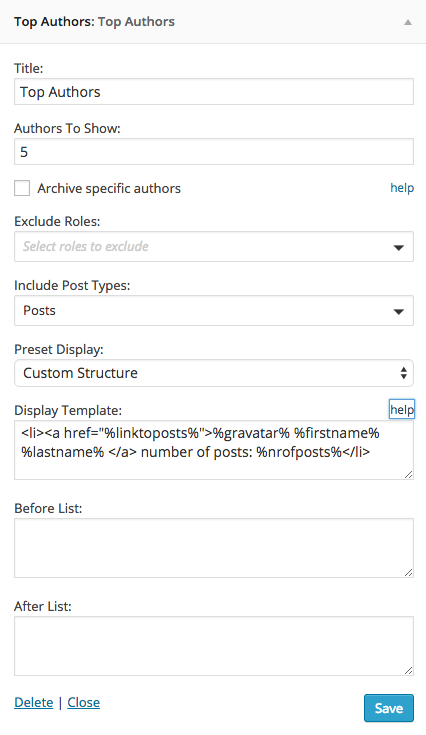 Top Authors: Top Authors
Title:
Top Authors
Authors To Show:
5
Archive specific authors help
Exclude Roles:
Select roles to exclude
Include Post Types:
Posts
Preset Display:
Custom Structure
Display Template: help
<li><a href="%linktoposts%">%gravatar% %firstname%
%lastname% </a> number of posts: %nrofposts%</li>
Before List:
After List:
Delete | Close Save